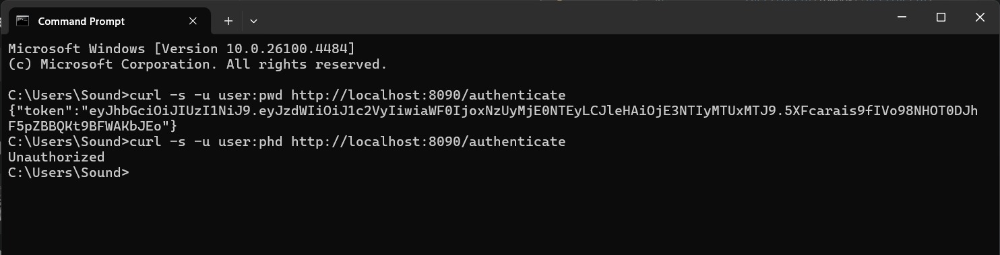 Command Prompt
Microsoft Windows [Version 10.0.26100.4484]
(c) Microsoft Corporation. All rights reserved.
C:\Users\Sound>curl -s -u user:pwd http://localhost:8090/authenticate
{"token":"eyJhbGciOiJIUzI1NiJ9.eyJzdWIiOiJ1c2VyIiwiaWF0IjoxNzUyMjE0NTEyLCJleHAiOjE3NTIyMTUxMTJ9.5XFcarais9fIVo98NHOT0DJh
F5pZBBQKt9BFWAKbJEo"}
C:\Users\Sound>curl -s -u user:phd http://localhost:8090/authenticate
Unauthorized
C:\Users\Sound>